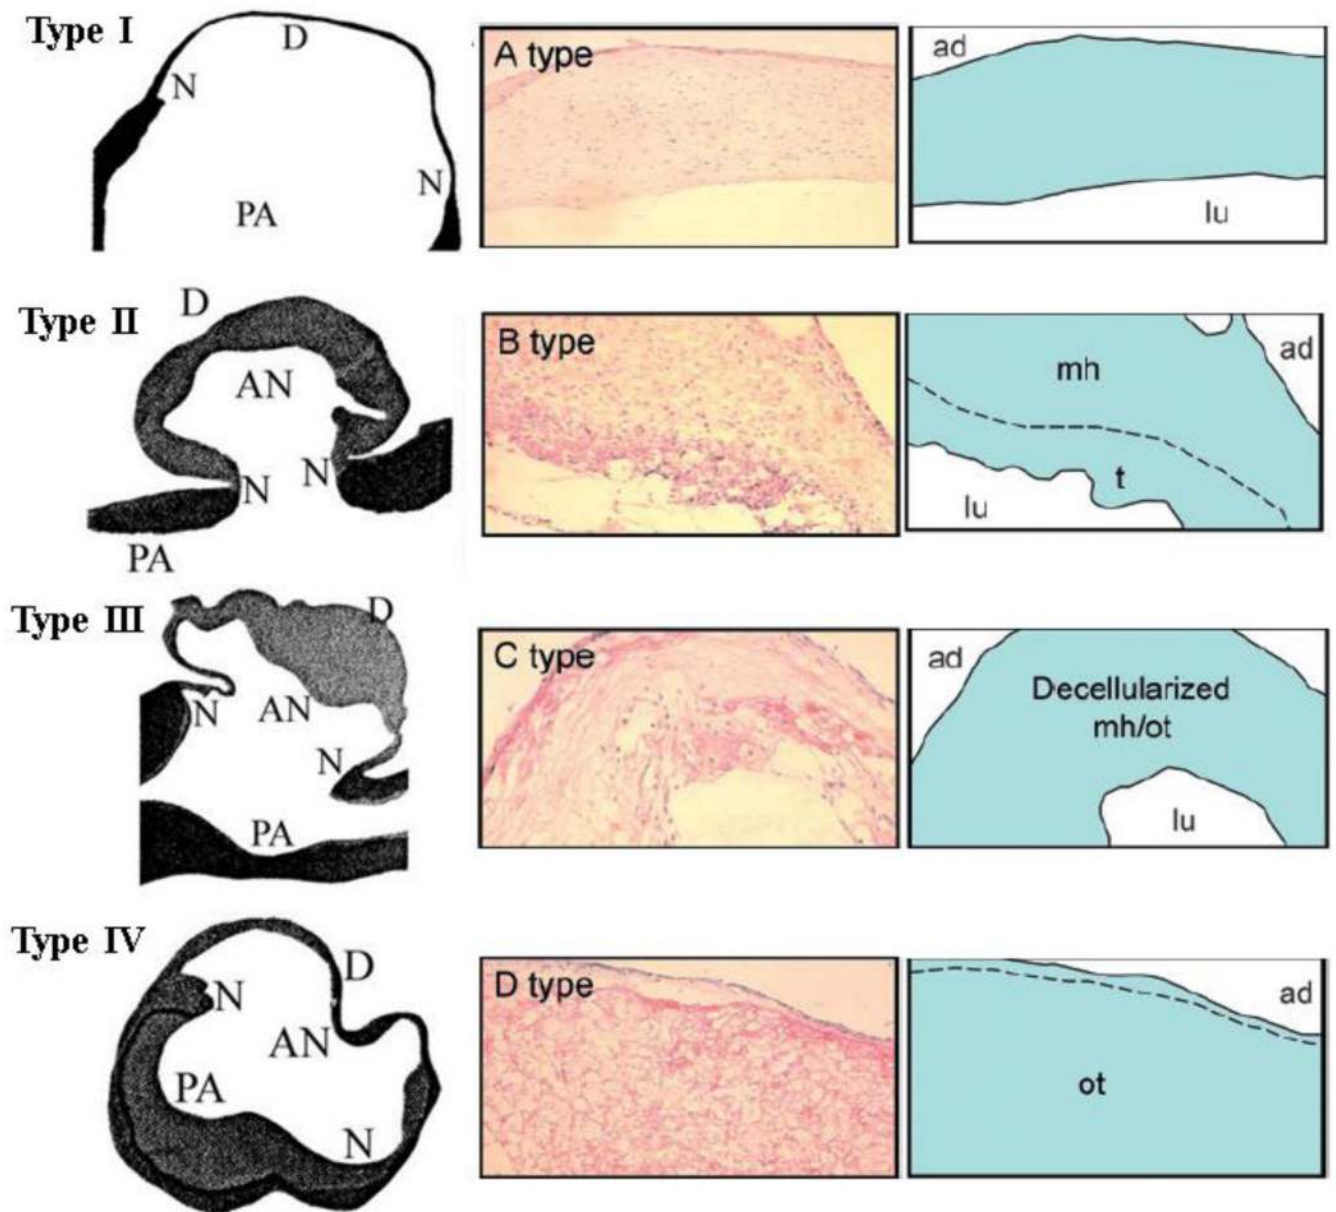 Type I
D
N
N
PA
A type
ad
lu
Type II
D
AN
N
N
PA
B type
mh
ad
t
lu
Type III
D
N
AN
N
PA
C type
ad
Decellularized
mh/ot
lu
Type IV
D
N
AN
PA
N
D type
ad
ot